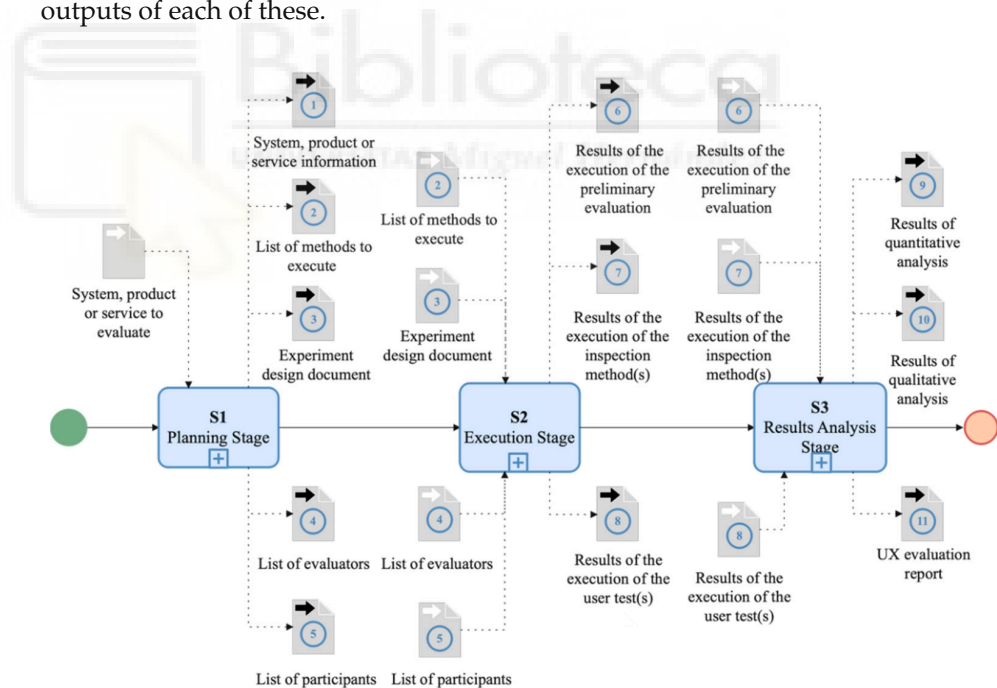 outputs of each of these.
Biblioteca
1
System, product or
service information
2
List of methods to
execute
3
Experiment
design document
System, product
or service to
evaluate
2
List of methods to
execute
3
Experiment
design document
6
Results of the
execution of the
preliminary
evaluation
7
Results of the
execution of the
inspection
method(s)
6
Results of the
execution of the
preliminary
evaluation
7
Results of the
execution of the
inspection
method(s)
9
Results of
quantitative
analysis
10
Results of
qualitative
analysis
S1
Planning Stage
S2
Execution Stage
S3
Results Analysis
Stage
4
List of evaluators
5
List of participants
4
List of evaluators
5
List of participants
8
Results of the
execution of the
user test(s)
8
Results of the
execution of the
user test(s)
11
UX evaluation
report